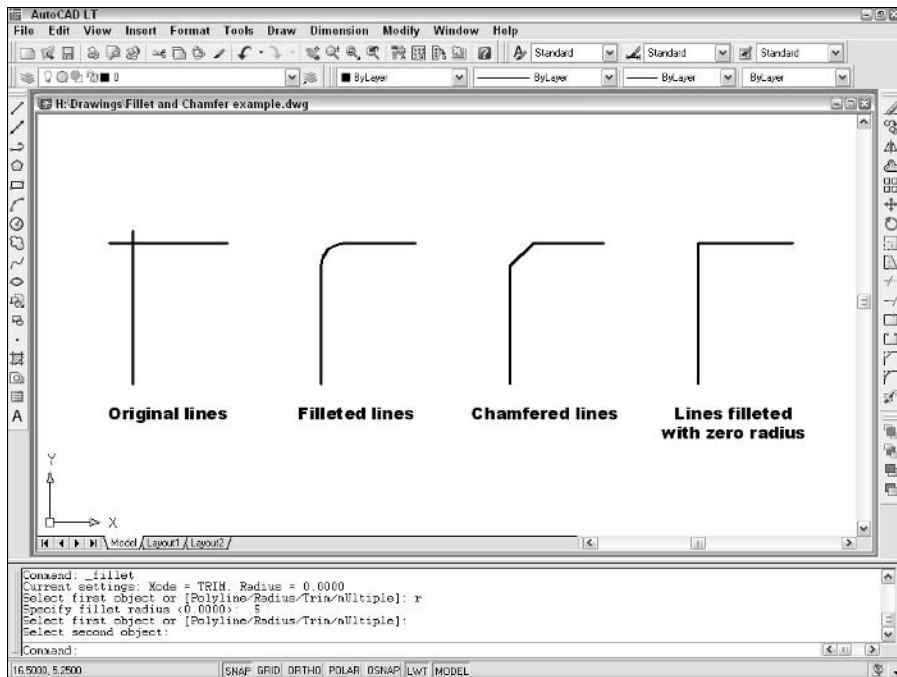 AutoCAD LT
File Edit View Insert Format Tools Draw Dimension Modify Window Help
Standard Standard Standard
0 ByLayer ByLayer ByLayer ByLayer
H:\Drawings\Fillet and Chamfer example.dwg
A
Original lines
Filleted lines
Chamfered lines
Lines filleted
with zero radius
Y
X
Model Layout1 Layout2
Command: _fillet
Current settings: Mode = TRIM, Radius = 0.0000
Select first object or [Polyline/Radius/Trim/mUltiple]: r
Specify fillet radius <0.0000>: 5
Select first object or [Polyline/Radius/Trim/mUltiple]:
Select second object:
Command:
16.5000, 5.2500 SNAP GRID ORTHO POLAR OSNAP LWT MODEL